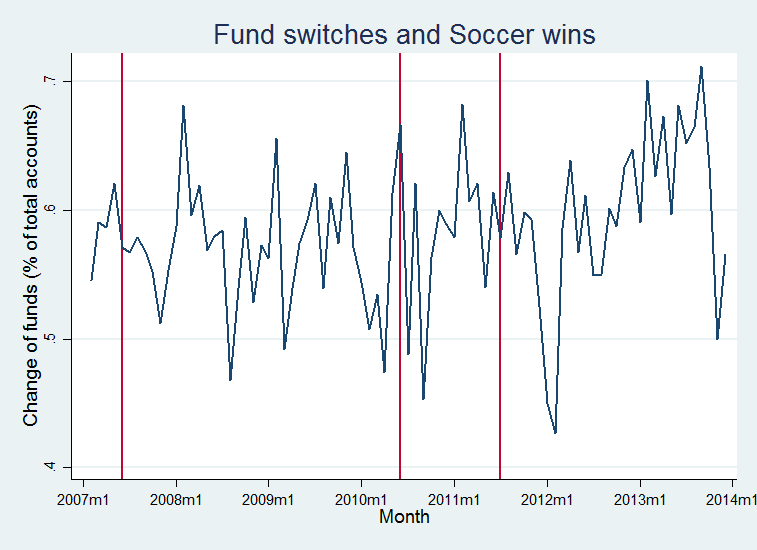 Fund switches and Soccer wins
Change of funds (% of total accounts)
.7
.6
.5
.4
2007m1 2008m1 2009m1 2010m1 2011m1 2012m1 2013m1 2014m1
Month